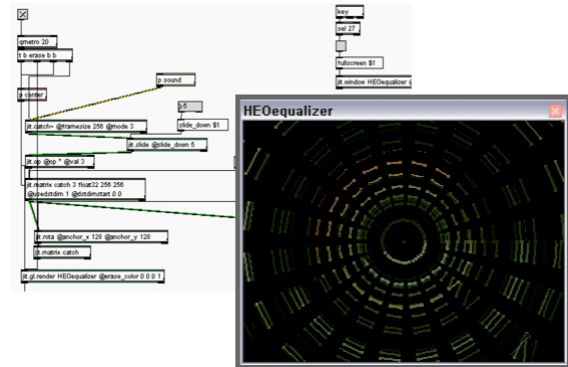 key
qmetro 20
sel 27
t b erase b b
fullscreen $1
p sound
jit.window HEOequalizer
p center
5
HEOequalizer
jit.catch~ @framesize 256 @mode 3
slide_down $1
jit.slide @slide_down 5
jit.op @op * @val 3
jit.matrix catch 3 float32 256 256
@usedstdim 1 @dstdimstart 0 0
jit.rota @anchor_x 128 @anchor_y 128
jit.matrix catch
jit.gl.render HEOequalizer @erase_color 0 0 0 1